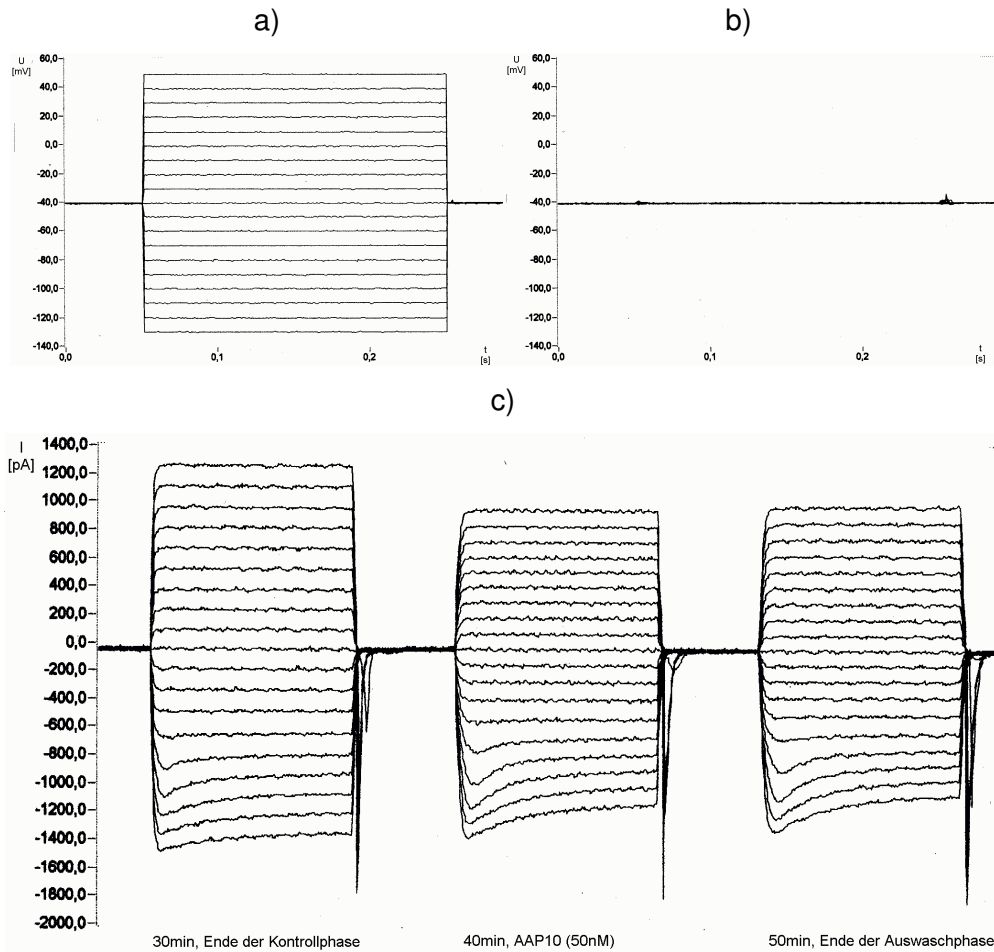 a)
b)
U
[mV]
60,0
40,0
20,0
0,0
-20,0
-40,0
-60,0
-80,0
-100,0
-120,0
-140,0
0,0
0,1
0,2
t
[s]
U
[mV]
60,0
40,0
20,0
0,0
-20,0
-40,0
-60,0
-80,0
-100,0
-120,0
-140,0
0,0
0,1
0,2
t
[s]
c)
I
[pA]
1400,0
1200,0
1000,0
800,0
600,0
400,0
200,0
0,0
-200,0
-400,0
-600,0
-800,0
-1000,0
-1200,0
-1400,0
-1600,0
-1800,0
-2000,0
30min, Ende der Kontrollphase
40min, AAP10 (50nM)
50min, Ende der Auswaschphase